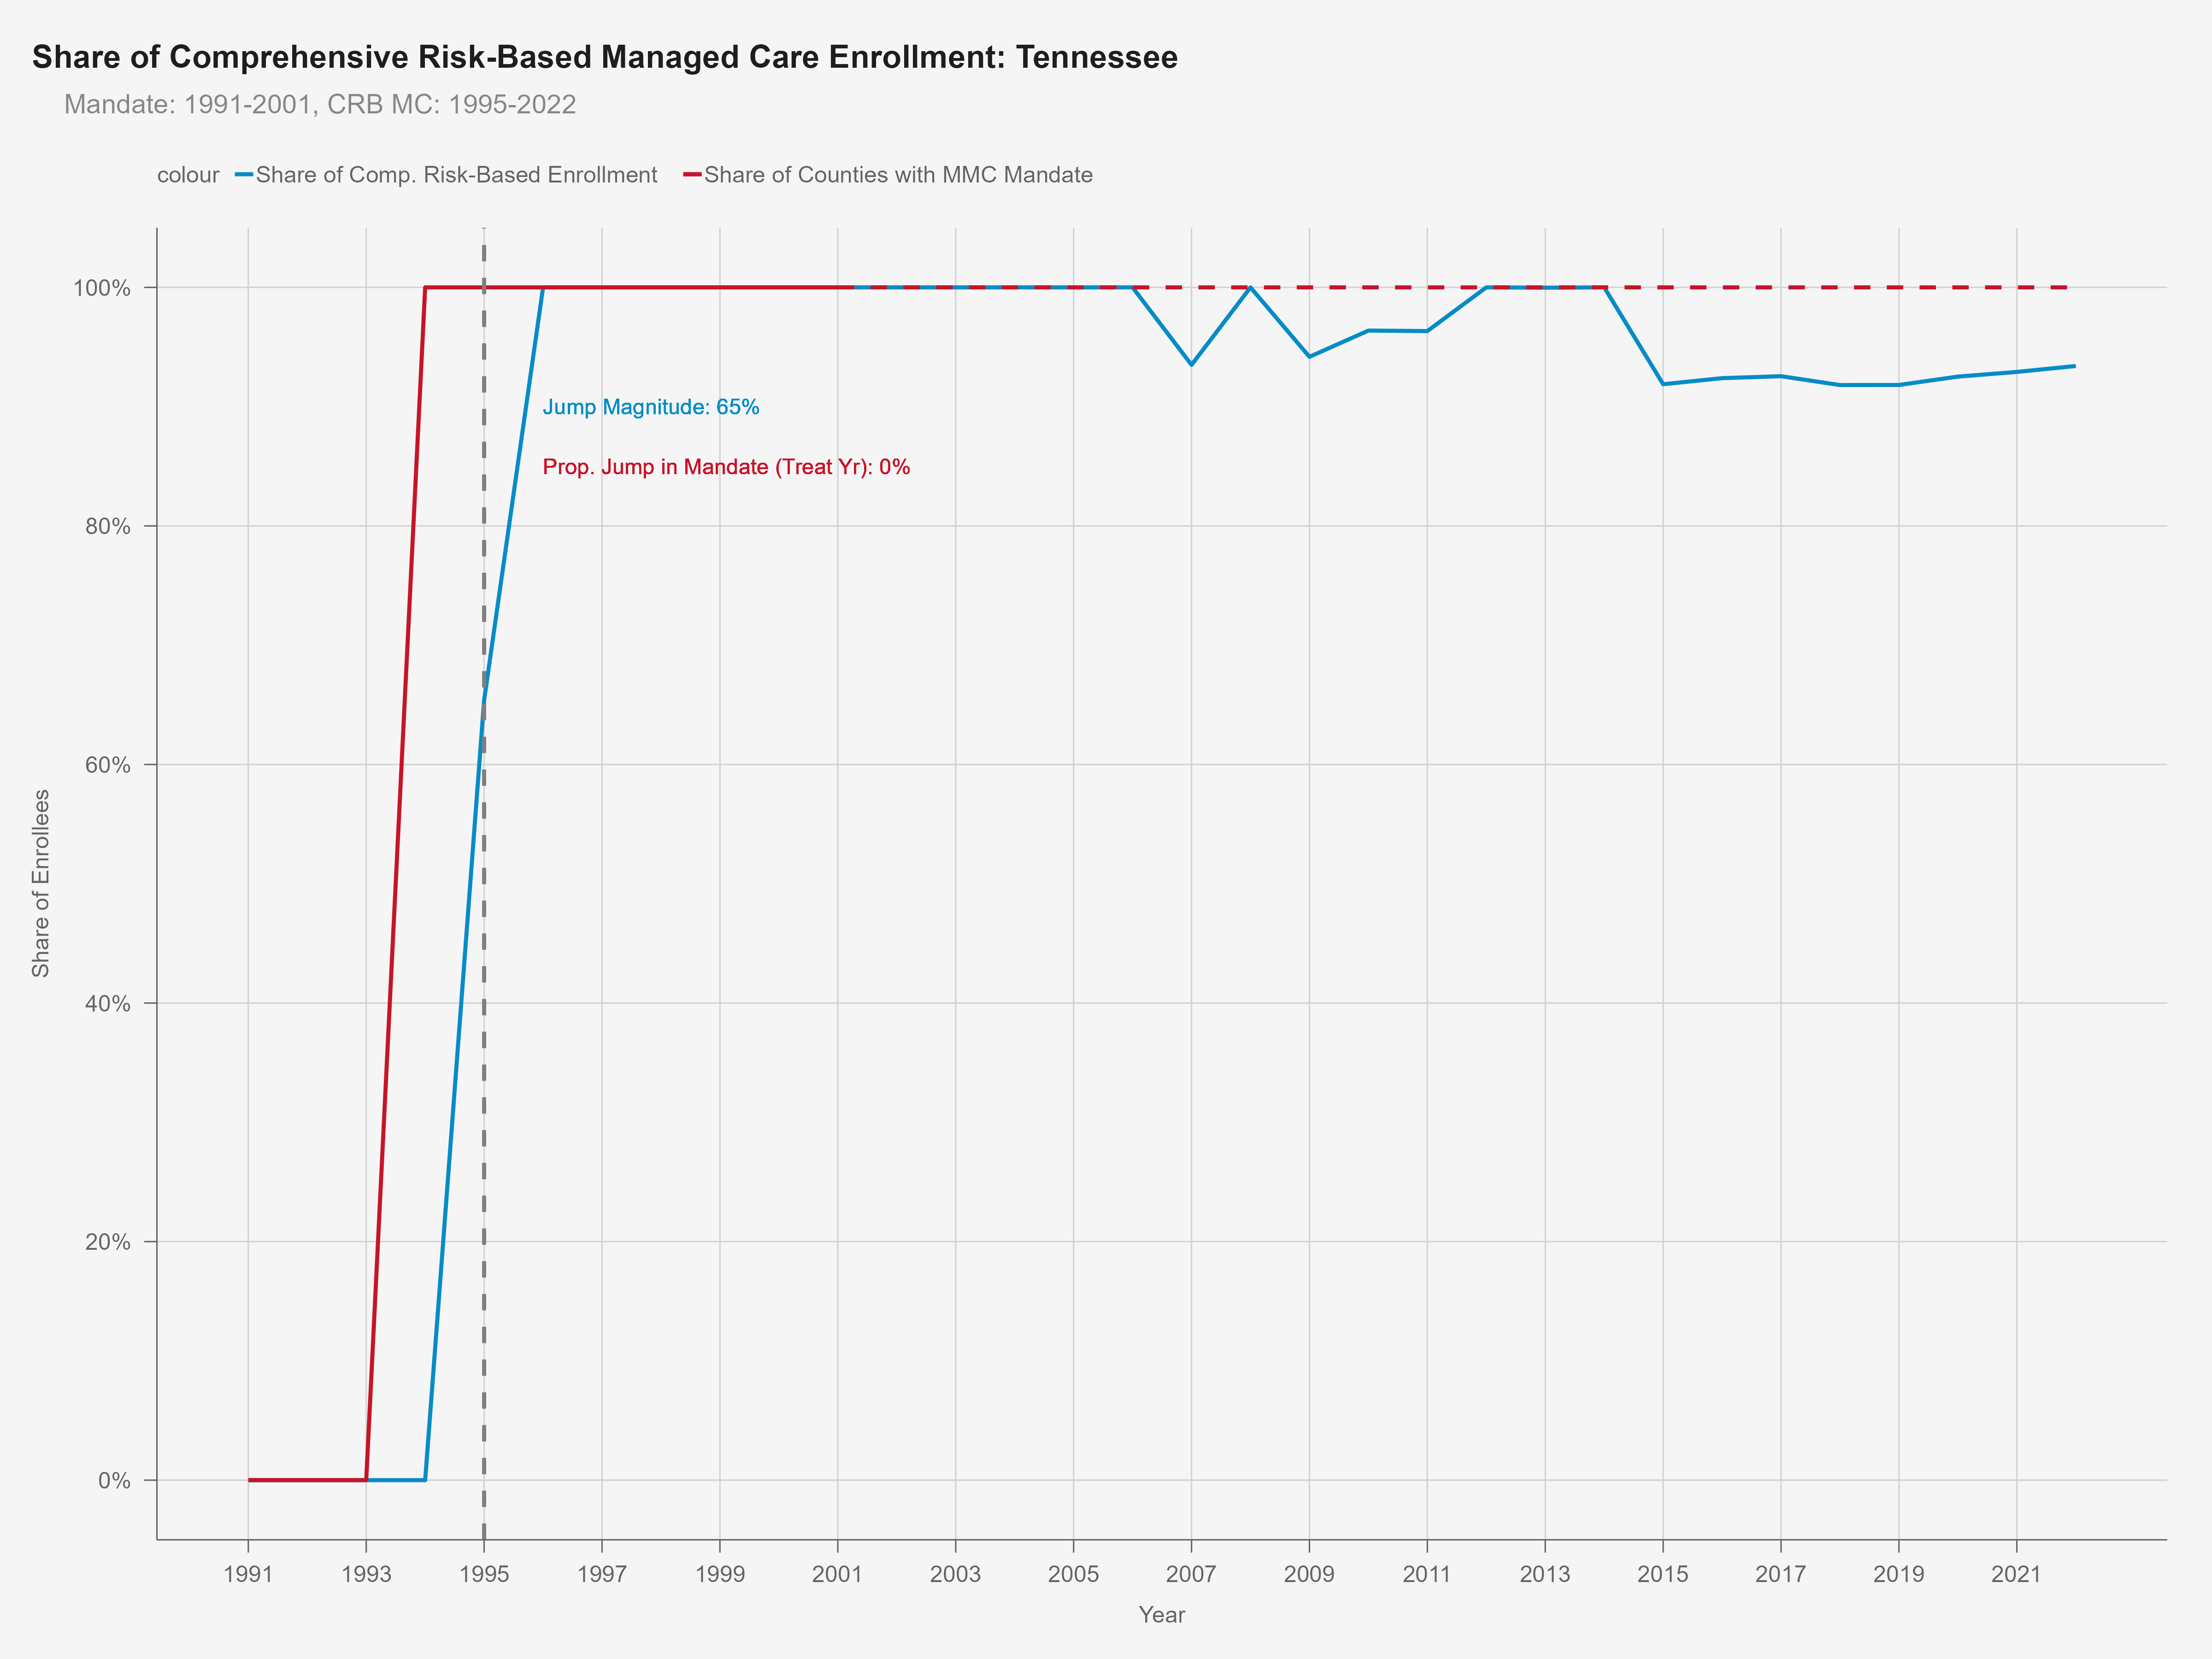 Share of Comprehensive Risk-Based Managed Care Enrollment: Tennessee
Mandate: 1991-2001, CRB MC: 1995-2022
colour Share of Comp. Risk-Based Enrollment Share of Counties with MMC Mandate
100%
Jump Magnitude: 65%
Prop. Jump in Mandate (Treat Yr): 0%
80%
60%
Share of Enrollees
40%
20%
0%
1991 1993 1995 1997 1999 2001 2003 2005 2007 2009 2011 2013 2015 2017 2019 2021
Year